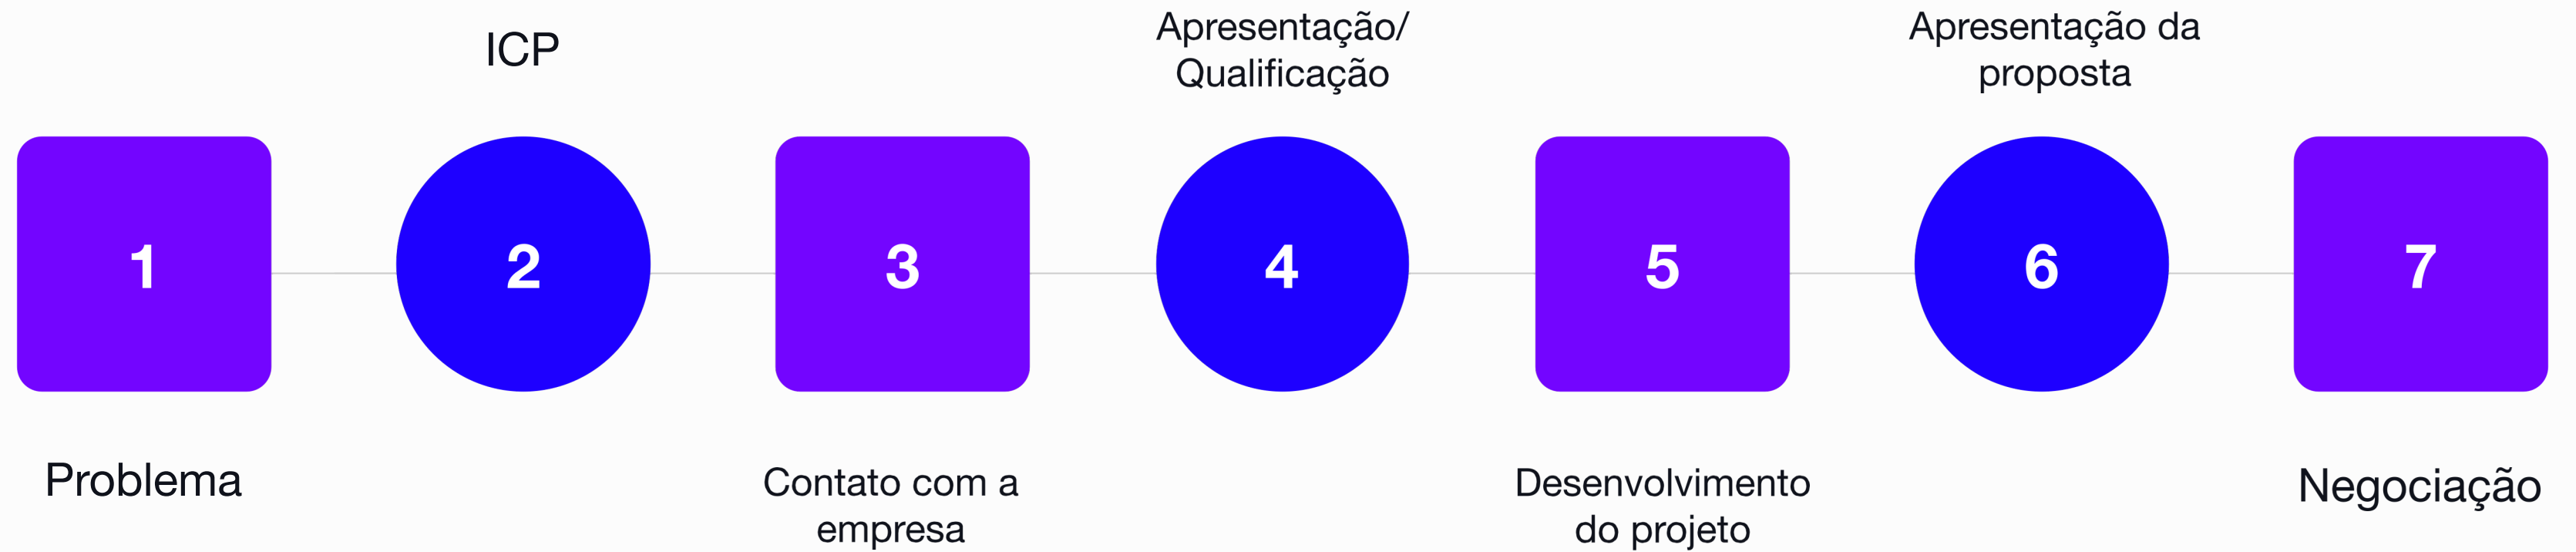 ICP
Apresentação/
Qualificação
Apresentação da
proposta
1
2
3
4
5
6
7
Problema
Contato com a
empresa
Desenvolvimento
do projeto
Negociação